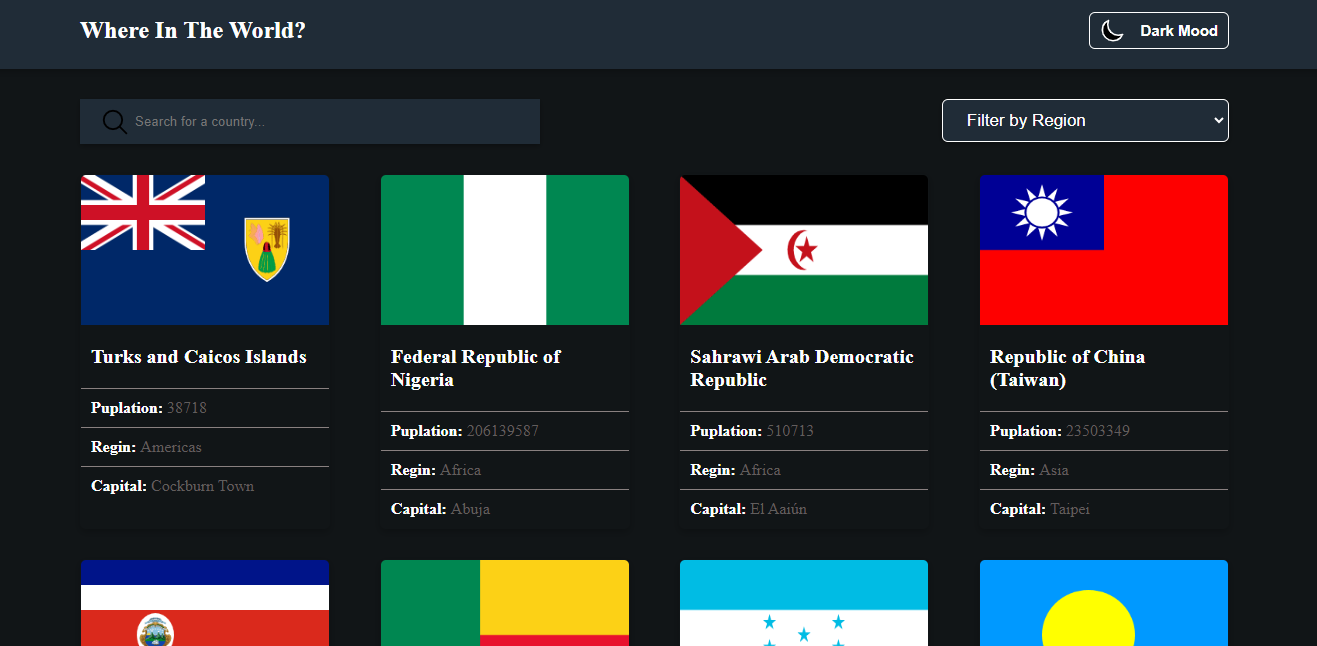 Where In The World?
Dark Mood
Search for a country...
Filter by Region
Turks and Caicos Islands
Puplation: 38718
Regin: Americas
Capital: Cockburn Town
Federal Republic of
Nigeria
Puplation: 206139587
Regin: Africa
Capital: Abuja
Sahrawi Arab Democratic
Republic
Puplation: 510713
Regin: Africa
Capital: El Aaiún
Republic of China
(Taiwan)
Puplation: 23503349
Regin: Asia
Capital: Taipei